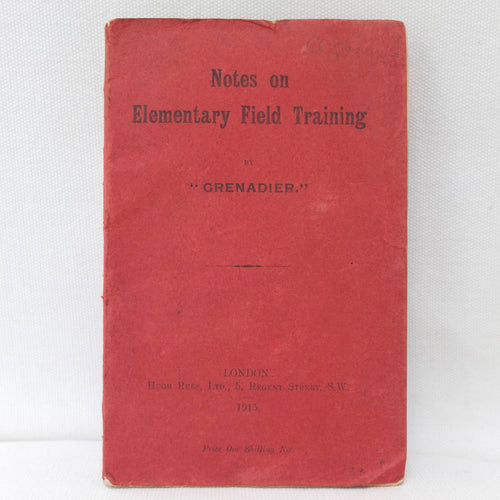 Notes on
Elementary Field Training
BY
"GRENADIER."
LONDON
HUGH REES, LTD., 5, REGENT STREET, S.W.
1915.
Price One Shilling Net